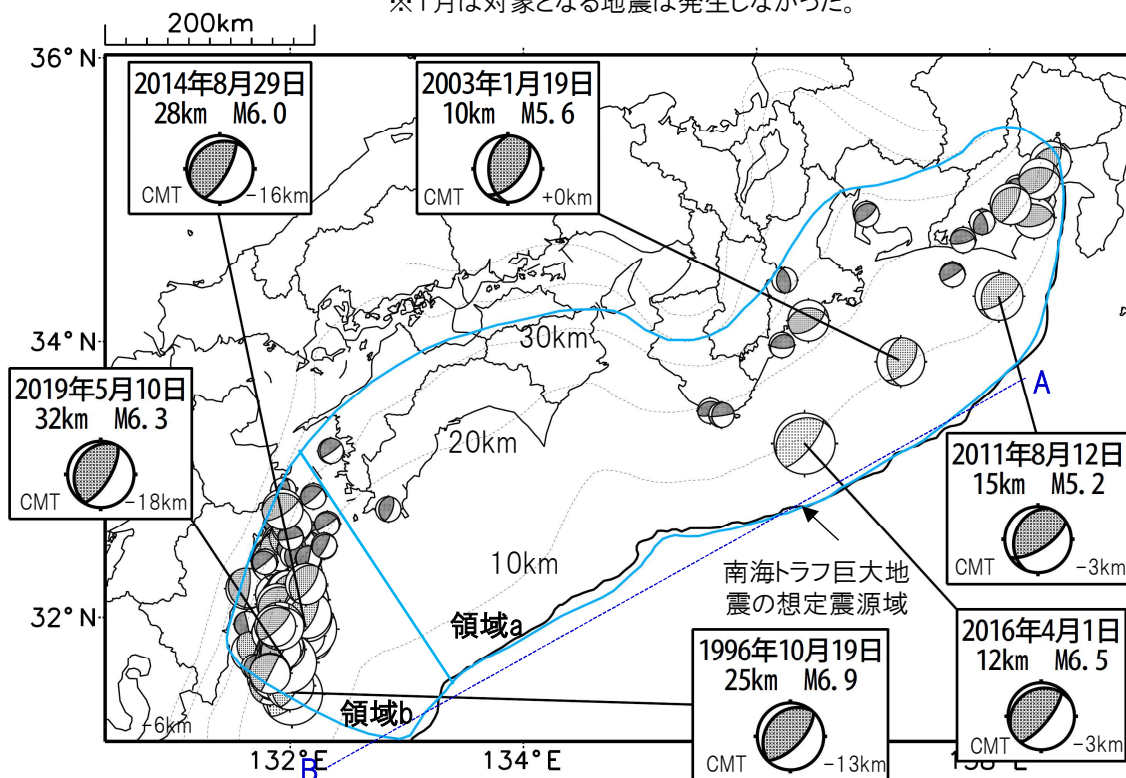 ※1月は対象となる地震は発生しなかった。
200km
36°N
34°N
32°N
132°E
134°E
138°E
2014年8月29日
28km M6.0
CMT -16km
2003年1月19日
10km M5.6
CMT +0km
2019年5月10日
32km M6.3
CMT -18km
30km
20km
10km
A
2011年8月12日
15km M5.2
CMT -3km
南海トラフ巨大地
震の想定震源域
領域a
領域b
1996年10月19日
25km M6.9
CMT -13km
2016年4月1日
12km M6.5
CMT -3km
-6km
B